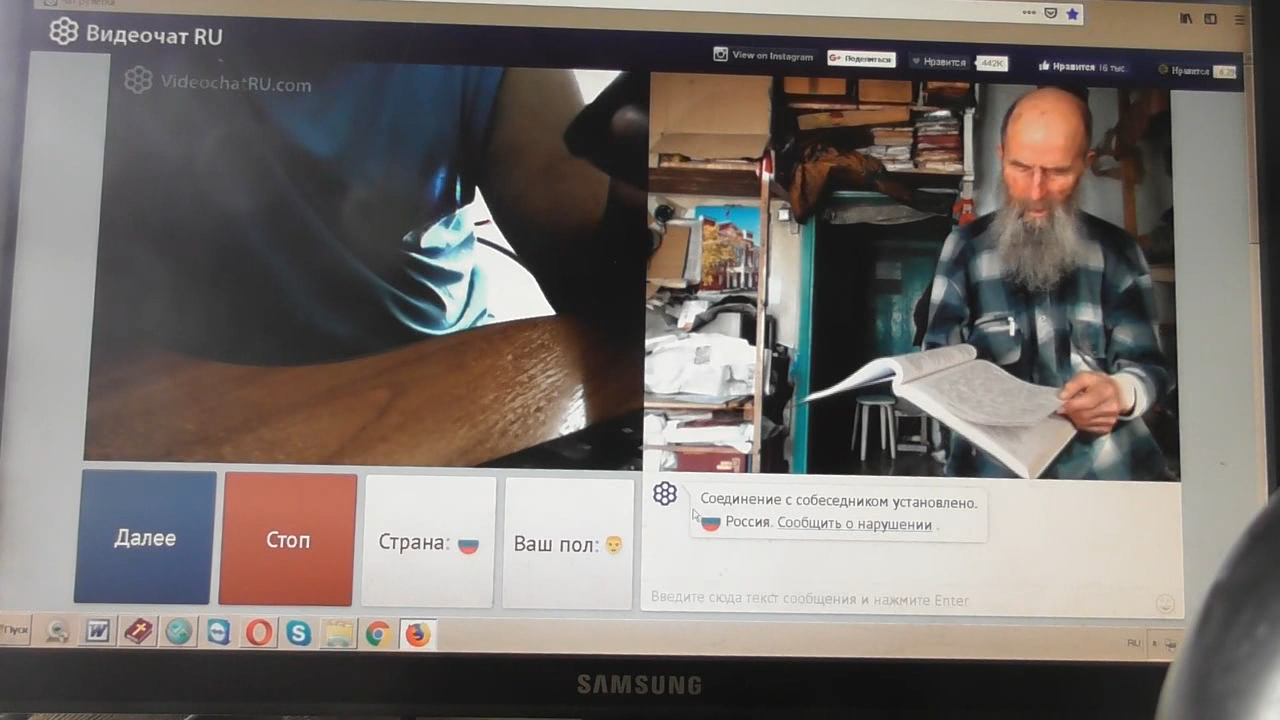 Видеочат RU
View on Instagram
G+ Поделиться
Нравится 442K
Нравится 16 тыс.
Нравится
VideochatRU.com
Далее
Стоп
Страна:
Ваш пол:
Соединение с собеседником установлено.
Россия. Сообщить о нарушении .
Введите сюда текст сообщения и нажмите Enter
Пуск
W
S
RU
SAMSUNG